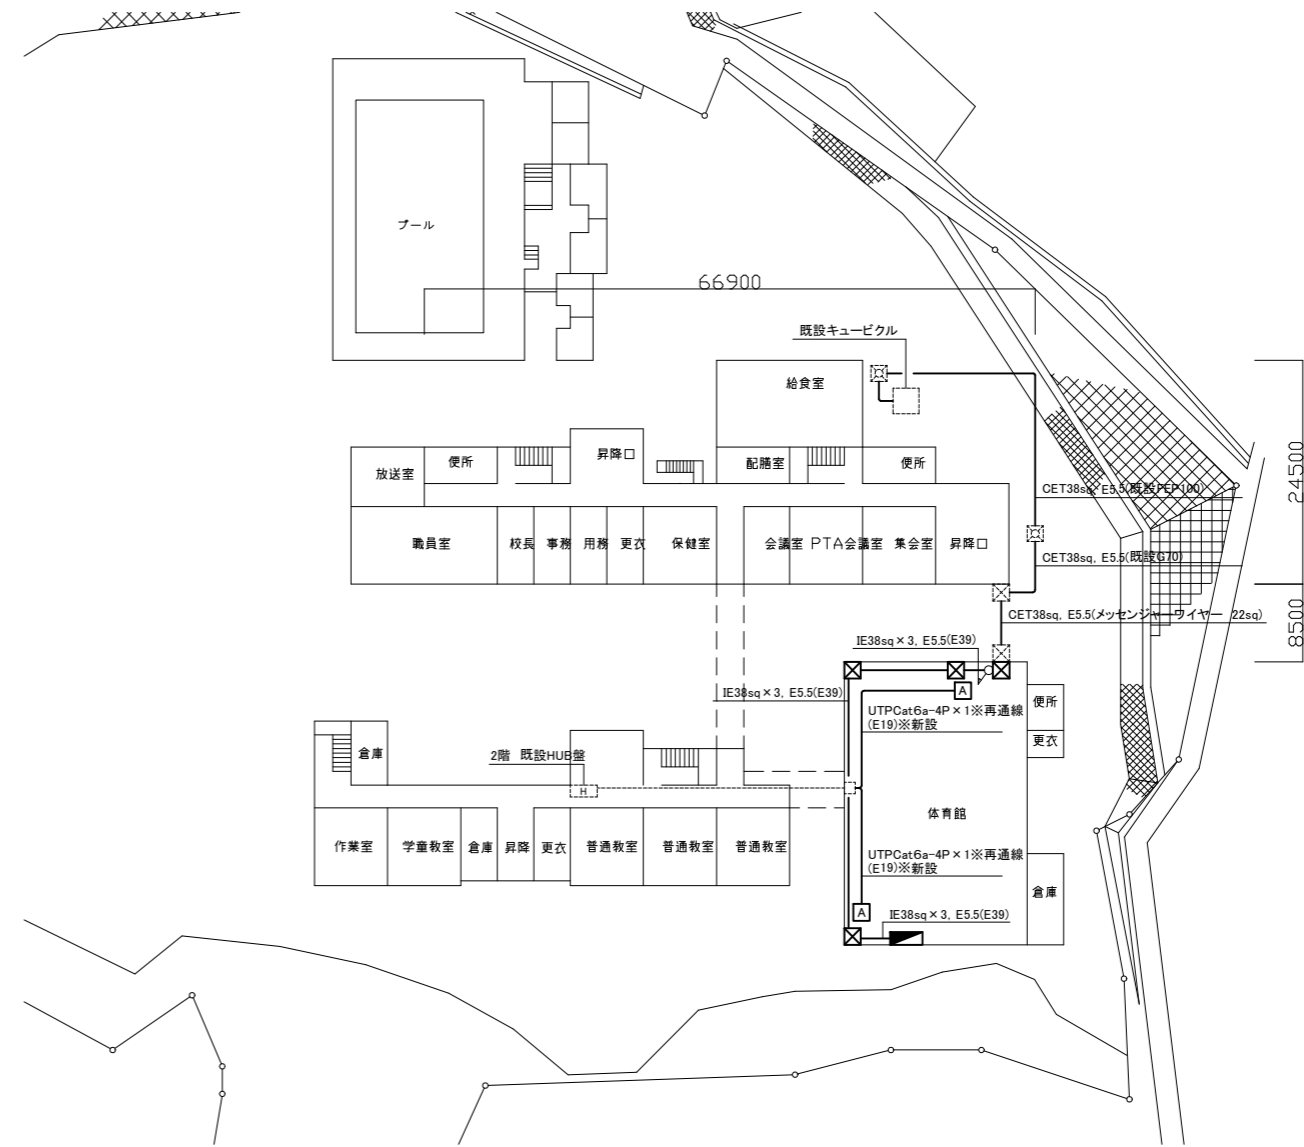 プール
66900
既設キュービクル
給食室
放送室
便所
昇降口
配膳室
便所
24500
CET38sq, E5.5(既設FEP100)
職員室
校長
事務
用務
更衣
保健室
会議室
PTA会議室
集会室
昇降口
CET38sq, E5.5(既設G70)
CET38sq, E5.5(メッセンジャーワイヤー 22sq)
8500
IE38sq×3, E5.5(E39)
IE38sq×3, E5.5(E39)
A
UTPCat6a-4P×1※再通線
(E19)※新設
便所
更衣
倉庫
2階 既設HUB盤
H
体育館
作業室
学童教室
倉庫
昇降
更衣
普通教室
普通教室
普通教室
UTPCat6a-4P×1※再通線
(E19)※新設
倉庫
A
IE38sq×3, E5.5(E39)